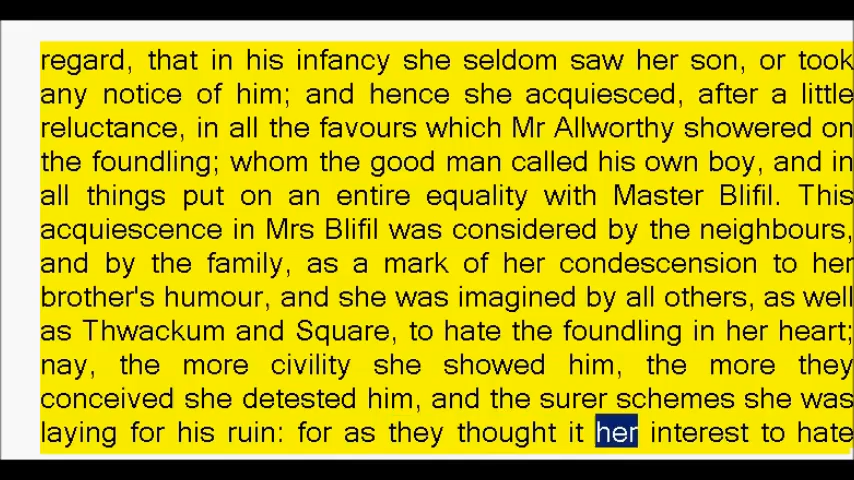 regard, that in his infancy she seldom saw her son, or took
any notice of him; and hence she acquiesced, after a little
reluctance, in all the favours which Mr Allworthy showered on
the foundling; whom the good man called his own boy, and in
all things put on an entire equality with Master Blifil. This
acquiescence in Mrs Blifil was considered by the neighbours,
and by the family, as a mark of her condescension to her
brother's humour, and she was imagined by all others, as well
as Thwackum and Square, to hate the foundling in her heart;
nay, the more civility she showed him, the more they
conceived she detested him, and the surer schemes she was
laying for his ruin: for as they thought it her interest to hate